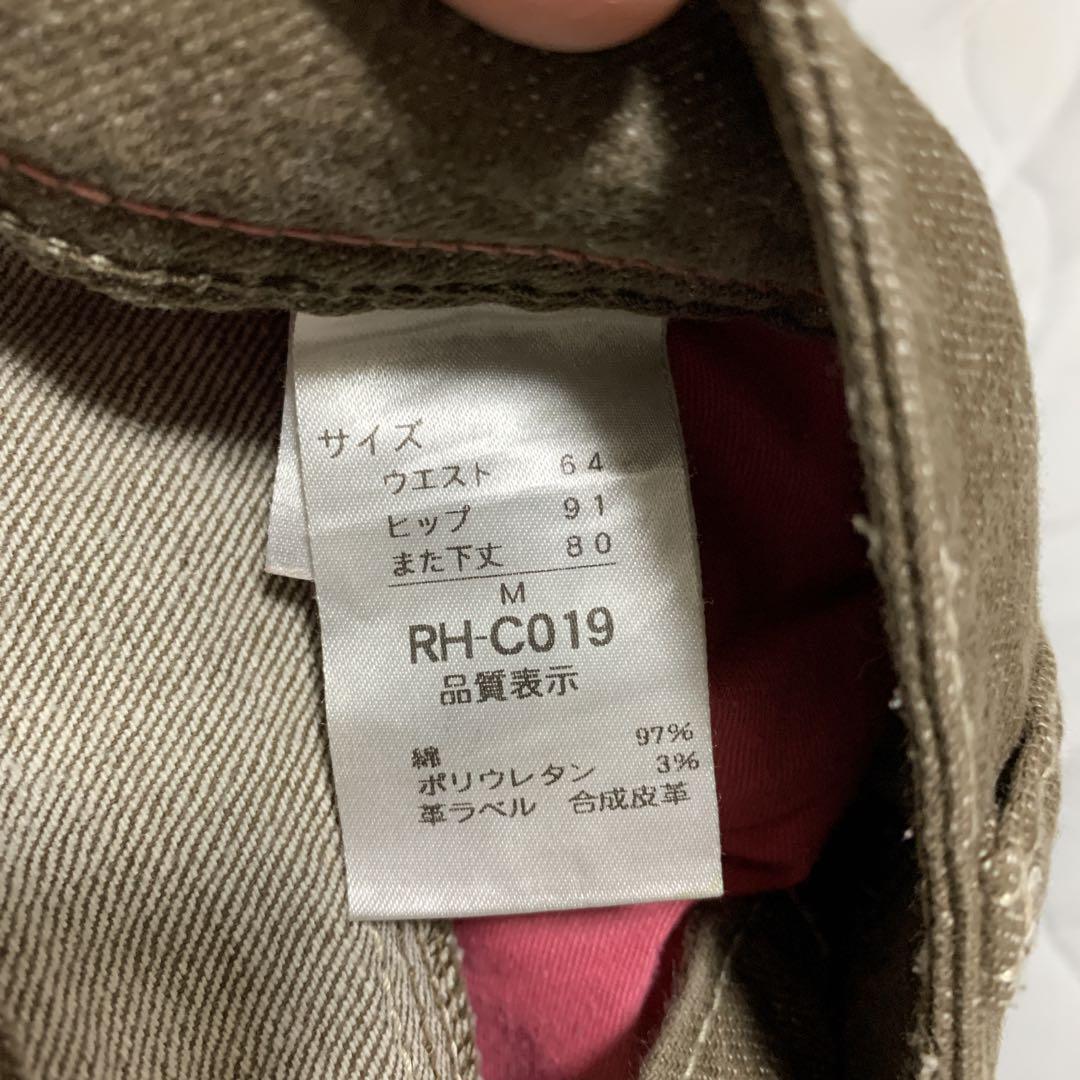 サイズ
ウエスト 64
ヒップ 91
また下丈 80
M
RH-C019
品質表示
綿 97%
ポリウレタン 3%
革ラベル 合成皮革